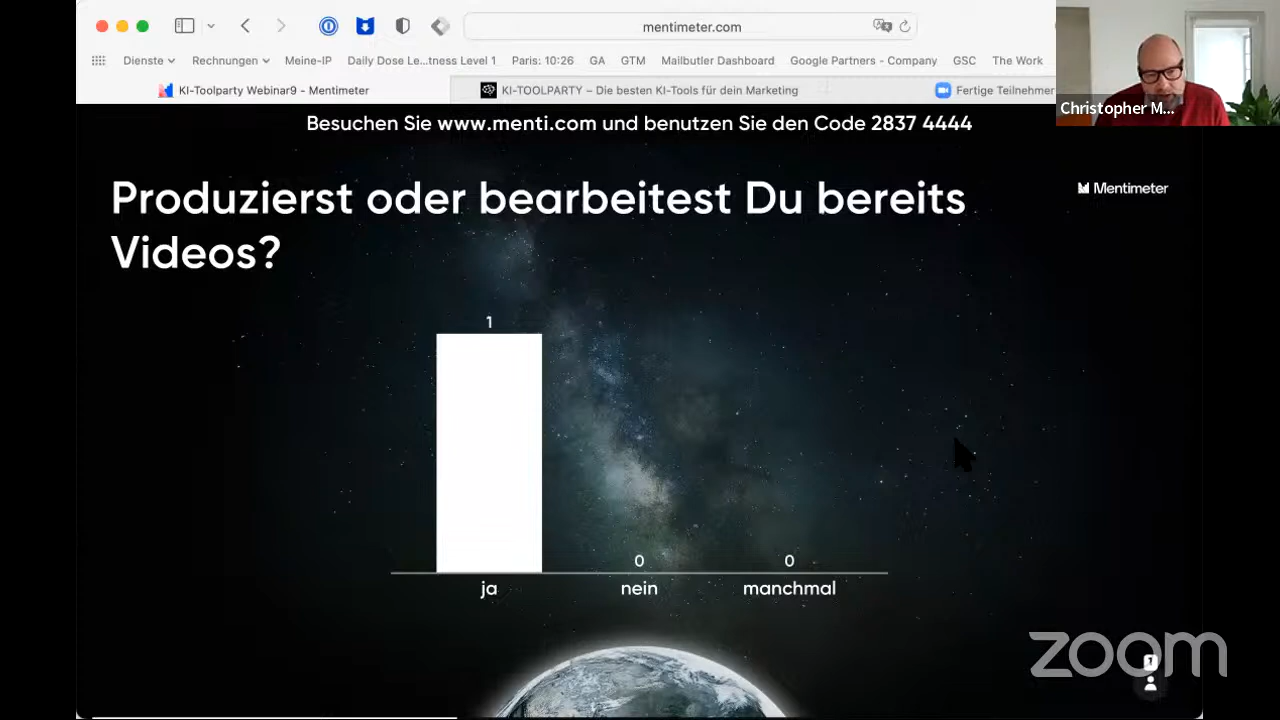 mentimeter.com
Dienste
Rechnungen
Meine-IP
Daily Dose Le...tness Level 1
Paris: 10:26
GA
GTM
Mailbutler Dashboard
Google Partners - Company
GSC
The Work
KI-Toolparty Webinar9 - Mentimeter
KI-TOOLPARTY – Die besten KI-Tools für dein Marketing
Fertige Teilnehmer
Christopher M...
Besuchen Sie www.menti.com und benutzen Sie den Code 2837 4444
Produzierst oder bearbeitest Du bereits
Videos?
Mentimeter
1
0
0
ja
nein
manchmal
zoom
1